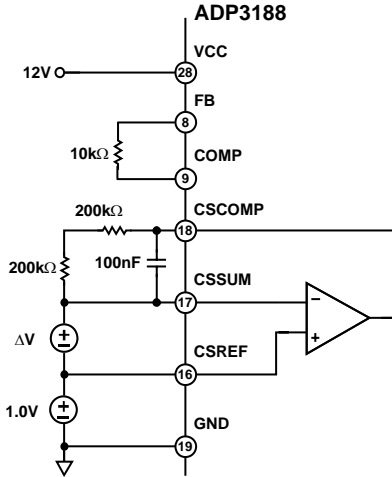 ADP3188
VCC
12V
28
FB
8
10kΩ
COMP
9
200kΩ
CSCOMP
18
200kΩ
100nF
CSSUM
17
–
ΔV
+
CSREF
16
1.0V
GND
19